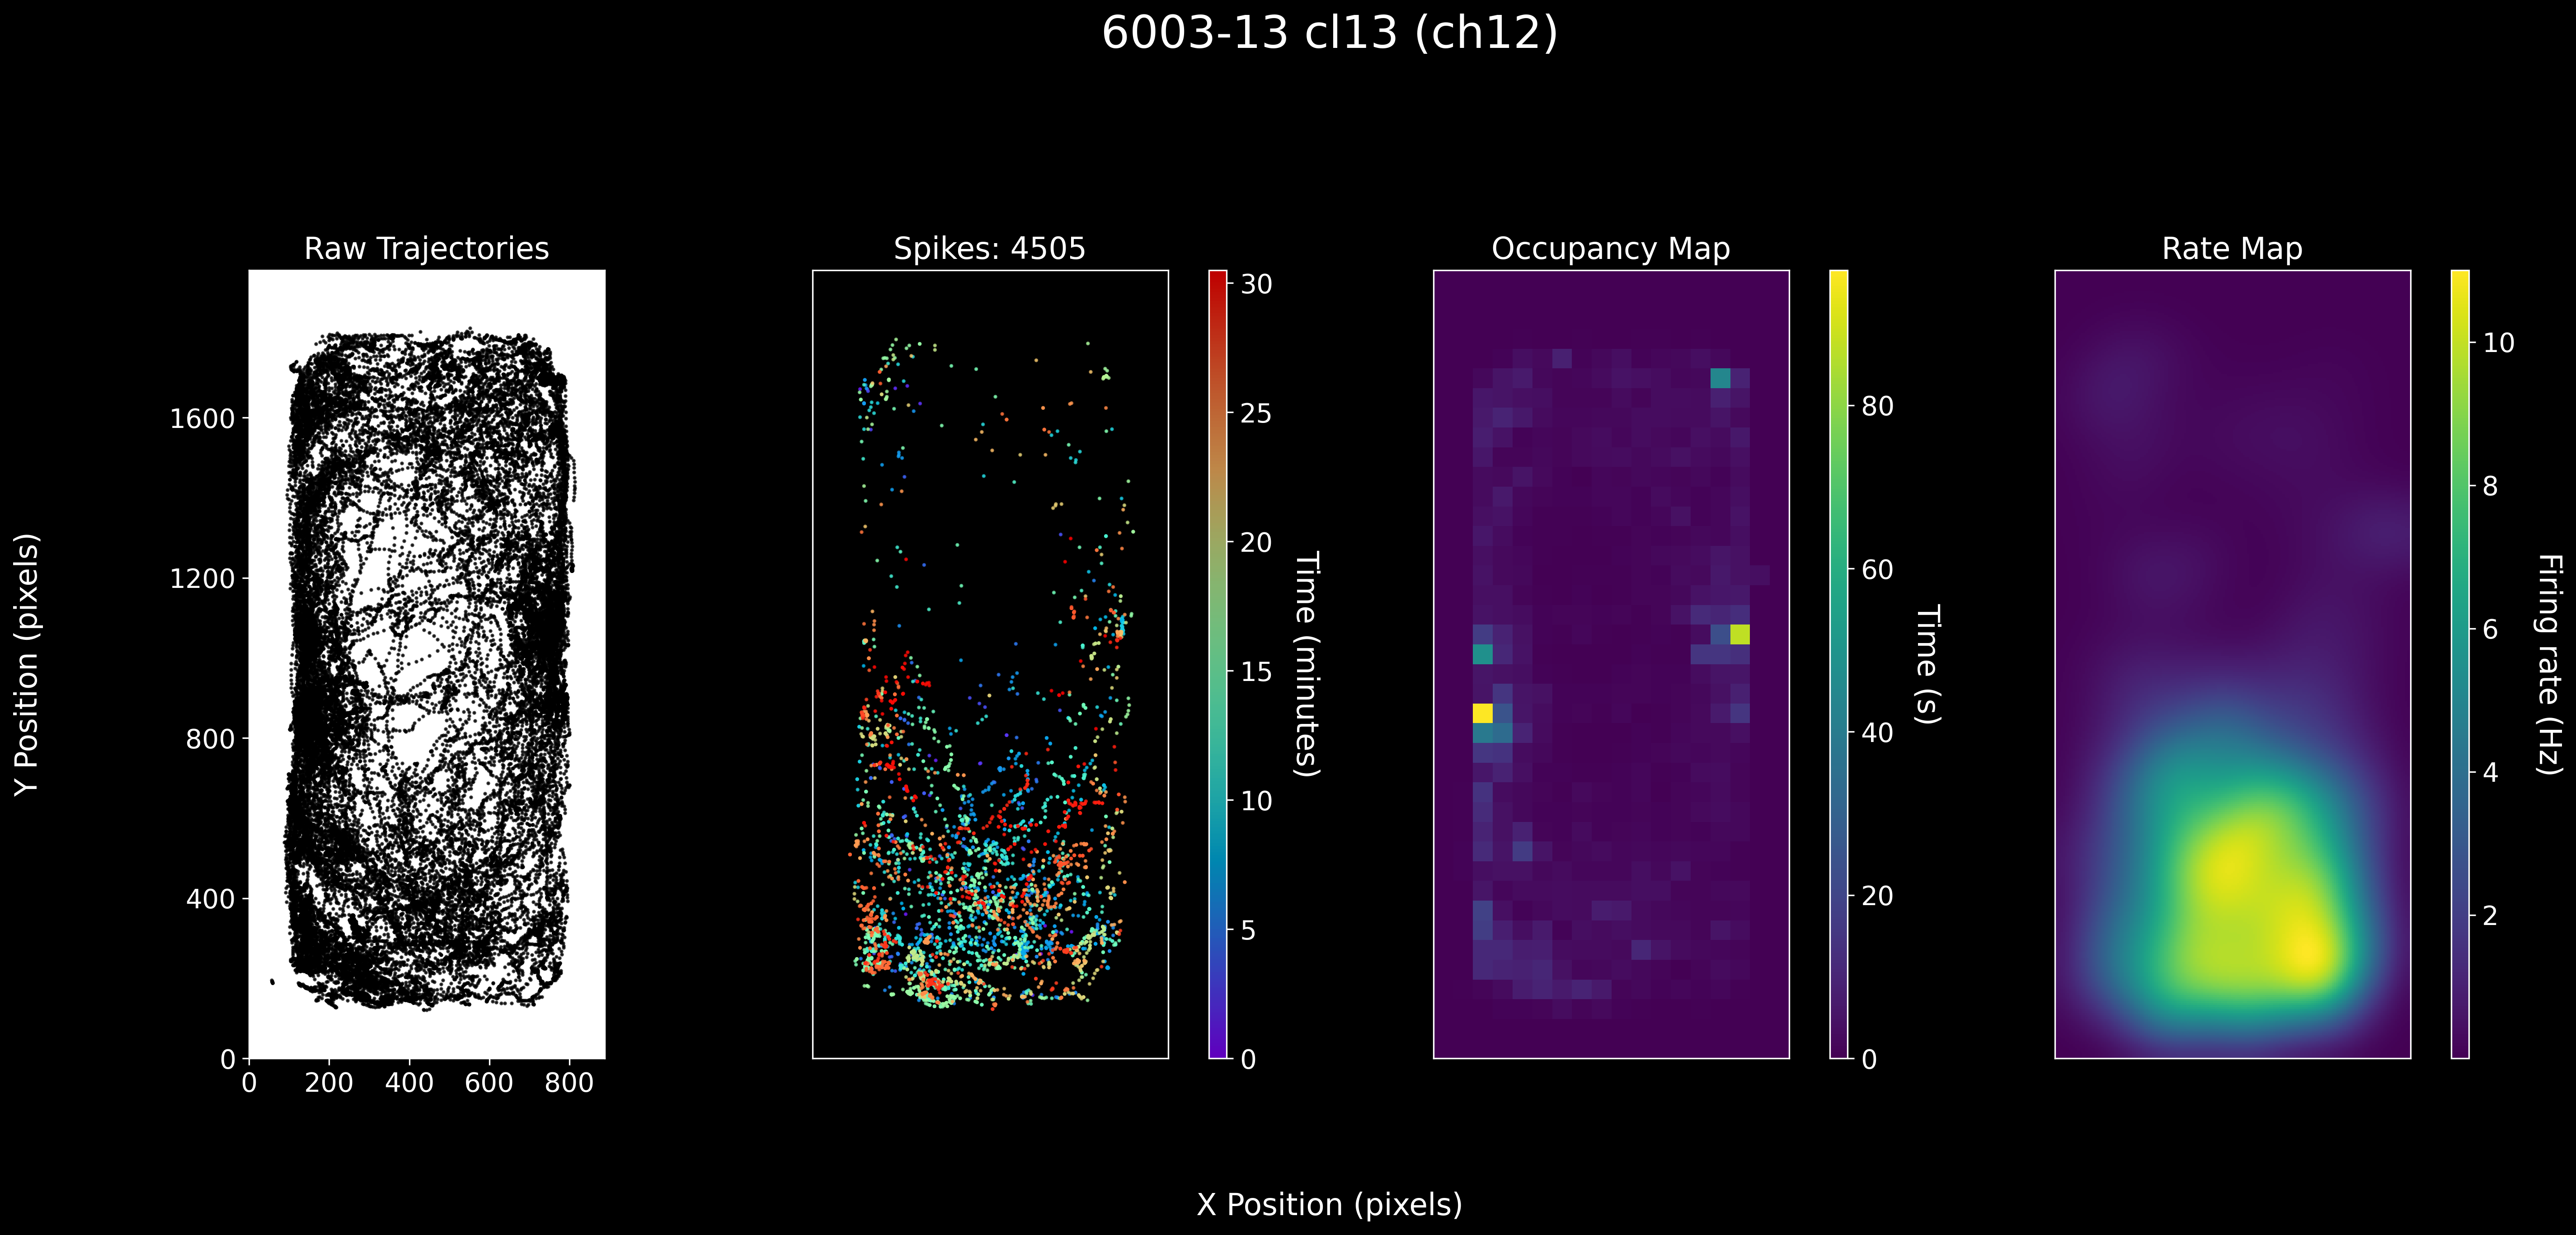 6003-13 cl13 (ch12)
Raw Trajectories
Spikes: 4505
Occupancy Map
Rate Map
Y Position (pixels)
1600
1200
800
400
0
0 200 400 600 800
30
25
20
15
10
5
0
Time (minutes)
80
60
40
20
0
Time (s)
10
8
6
4
2
Firing rate (Hz)
X Position (pixels)